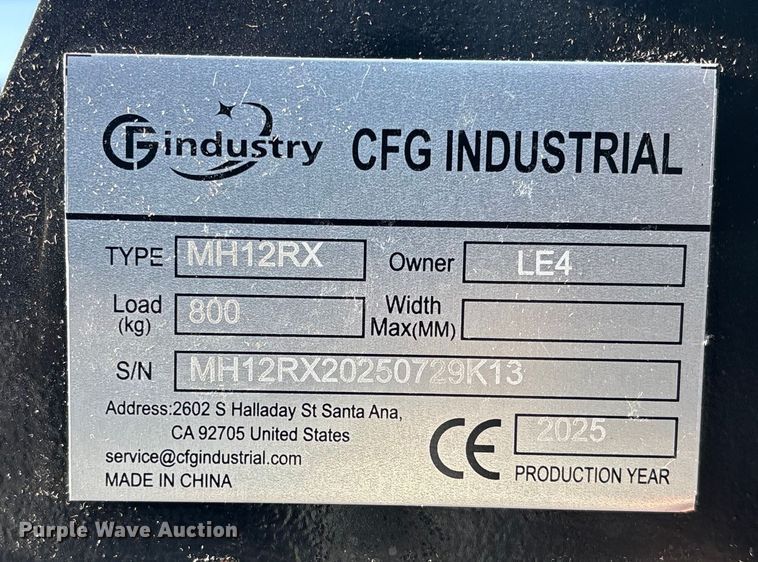 CFindustry CFG INDUSTRIAL
TYPE MH12RX Owner LE4
Load (kg) 800 Width Max(MM)
S/N MH12RX20250729K13
Address:2602 S Halladay St Santa Ana,
CA 92705 United States
service@cfgindustrial.com
MADE IN CHINA
CE 2025
PRODUCTION YEAR
Purple Wave Auction